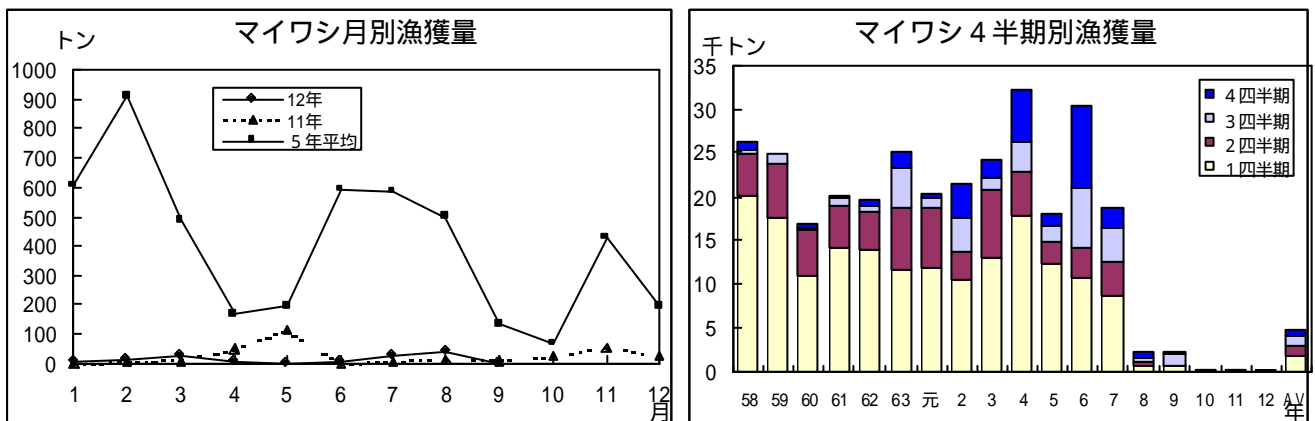 マイワシ月別漁獲量
トン
1000
900
800
700
600
500
400
300
200
100
0
12年
11年
5年平均
1 2 3 4 5 6 7 8 9 10 11 12
月
マイワシ4半期別漁獲量
千トン
35
30
25
20
15
10
5
0
4四半期
3四半期
2四半期
1四半期
58 59 60 61 62 63 元 2 3 4 5 6 7 8 9 10 11 12 AV
年